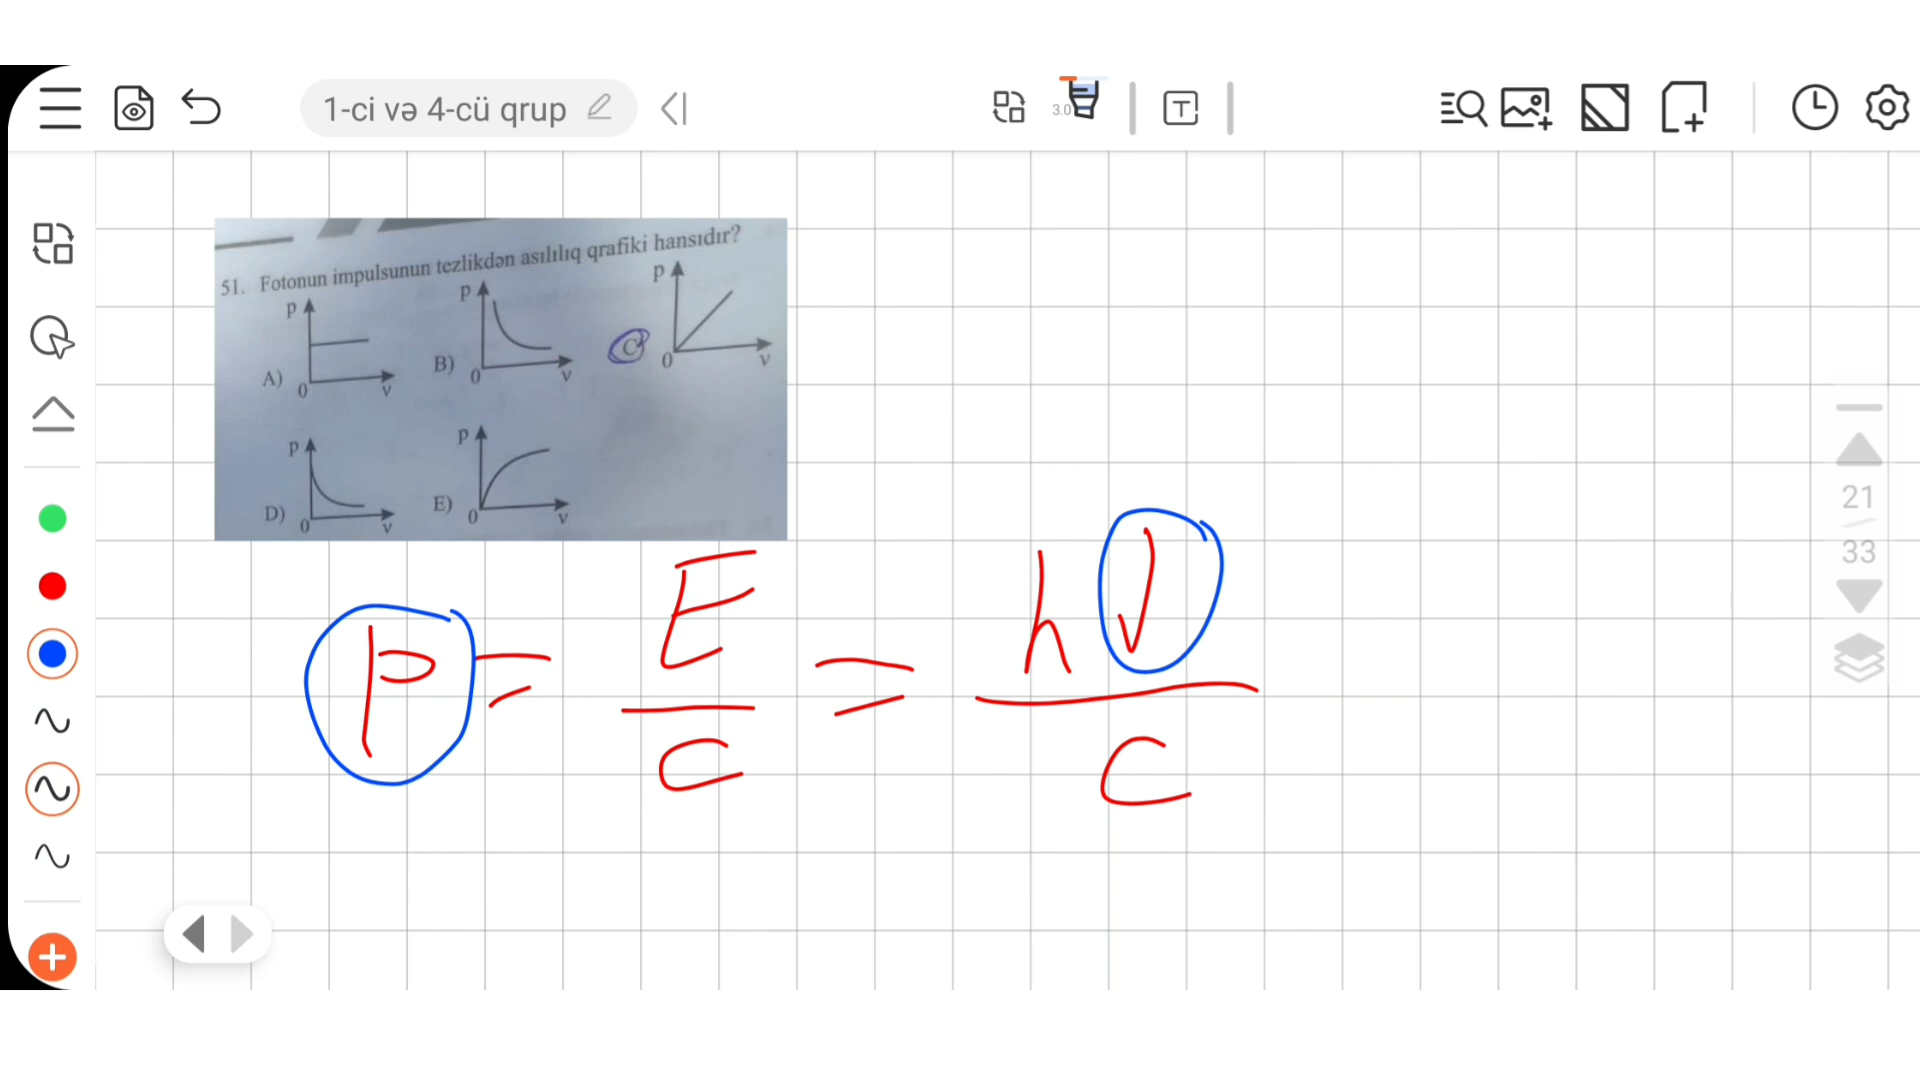 1-ci və 4-cü qrup
3.0
T
51. Fotonun impulsunun tezlikdən asılılıq qrafiki hansıdır?
A) p 0 ν
B) p 0 ν
C) p 0 ν
D) p 0 ν
E) p 0 ν
p = E/c = hν/c
21
33